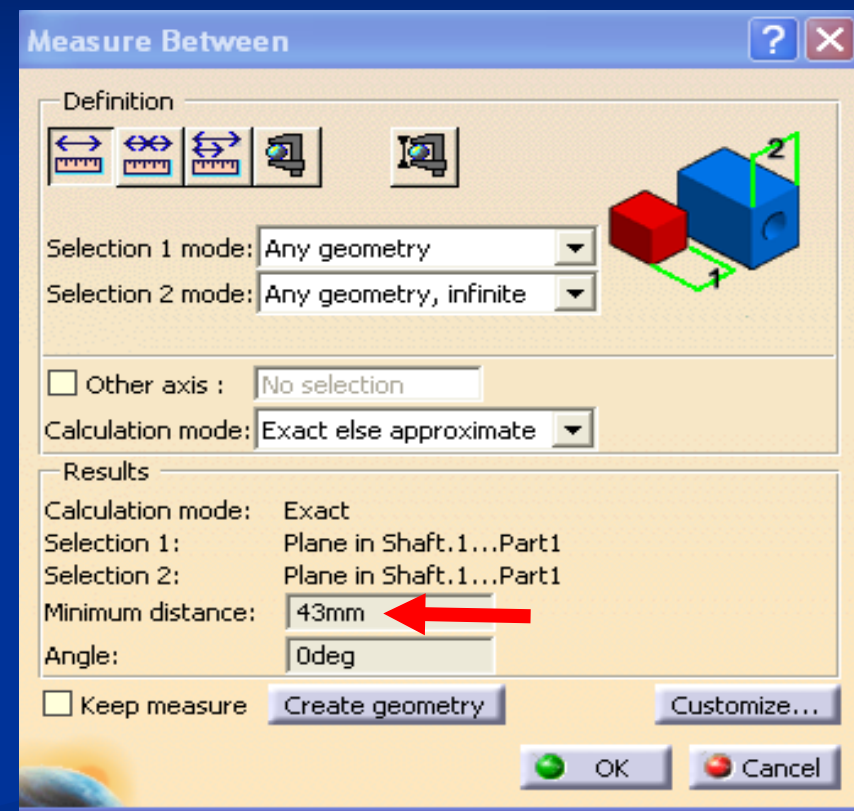 Measure Between
Definition
2
1
Selection 1 mode: Any geometry
Selection 2 mode: Any geometry, infinite
Other axis : No selection
Calculation mode: Exact else approximate
Results
Calculation mode: Exact
Selection 1: Plane in Shaft.1...Part1
Selection 2: Plane in Shaft.1...Part1
Minimum distance: 43mm
Angle: 0deg
Keep measure Create geometry Customize...
OK Cancel